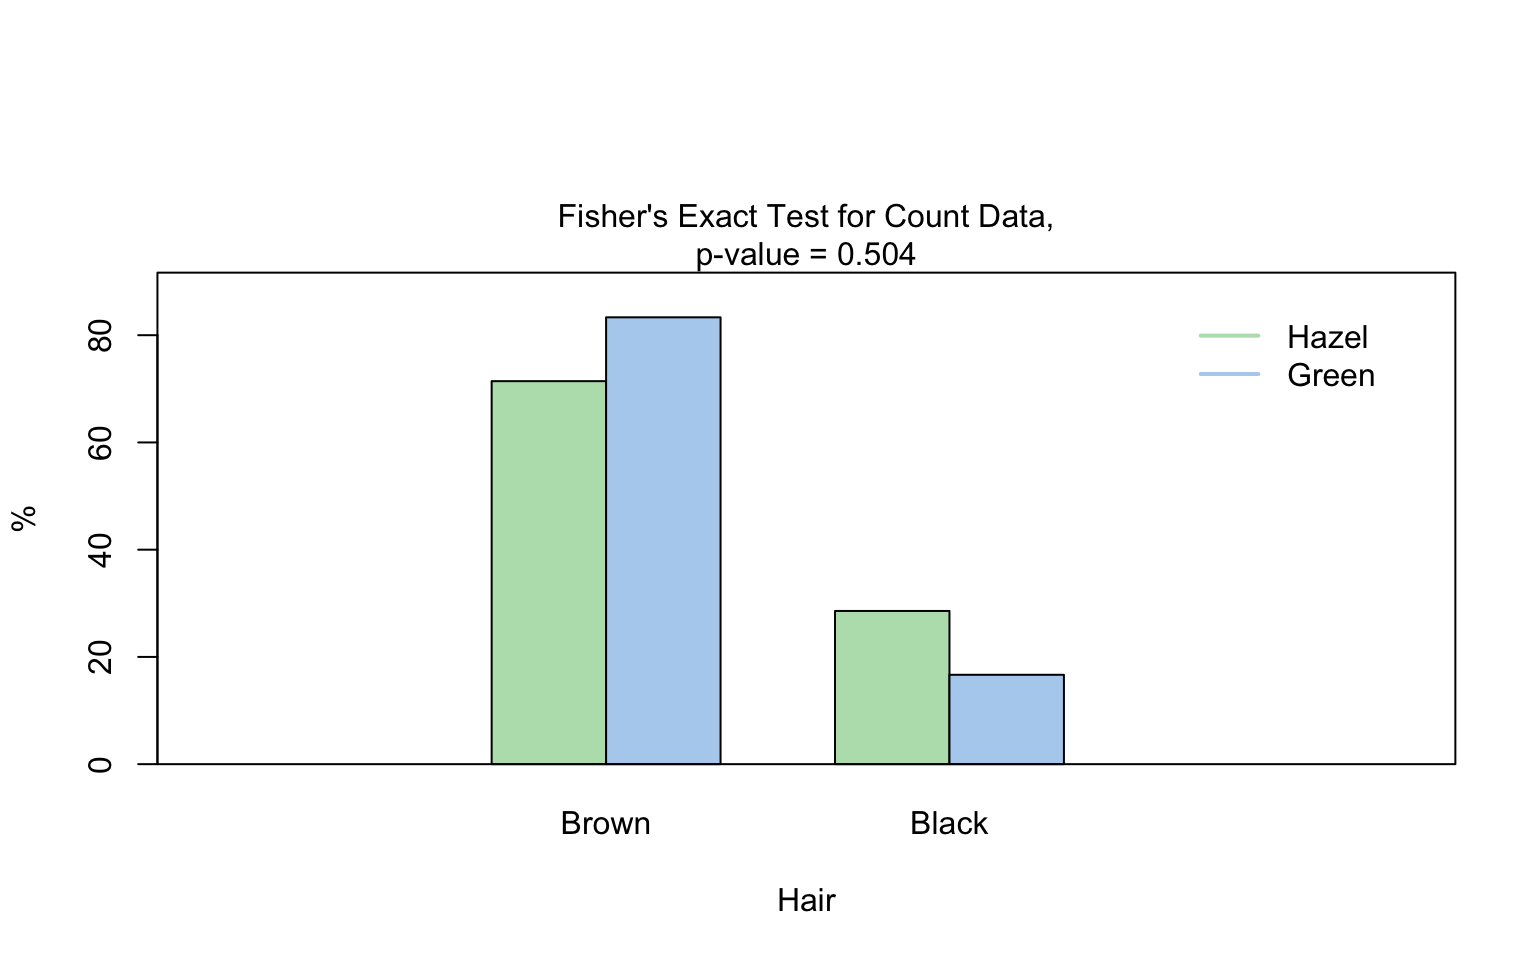 Fisher's Exact Test for Count Data,
p-value = 0.504
Hazel
Green
80
60
40
20
0
%
Brown
Black
Hair